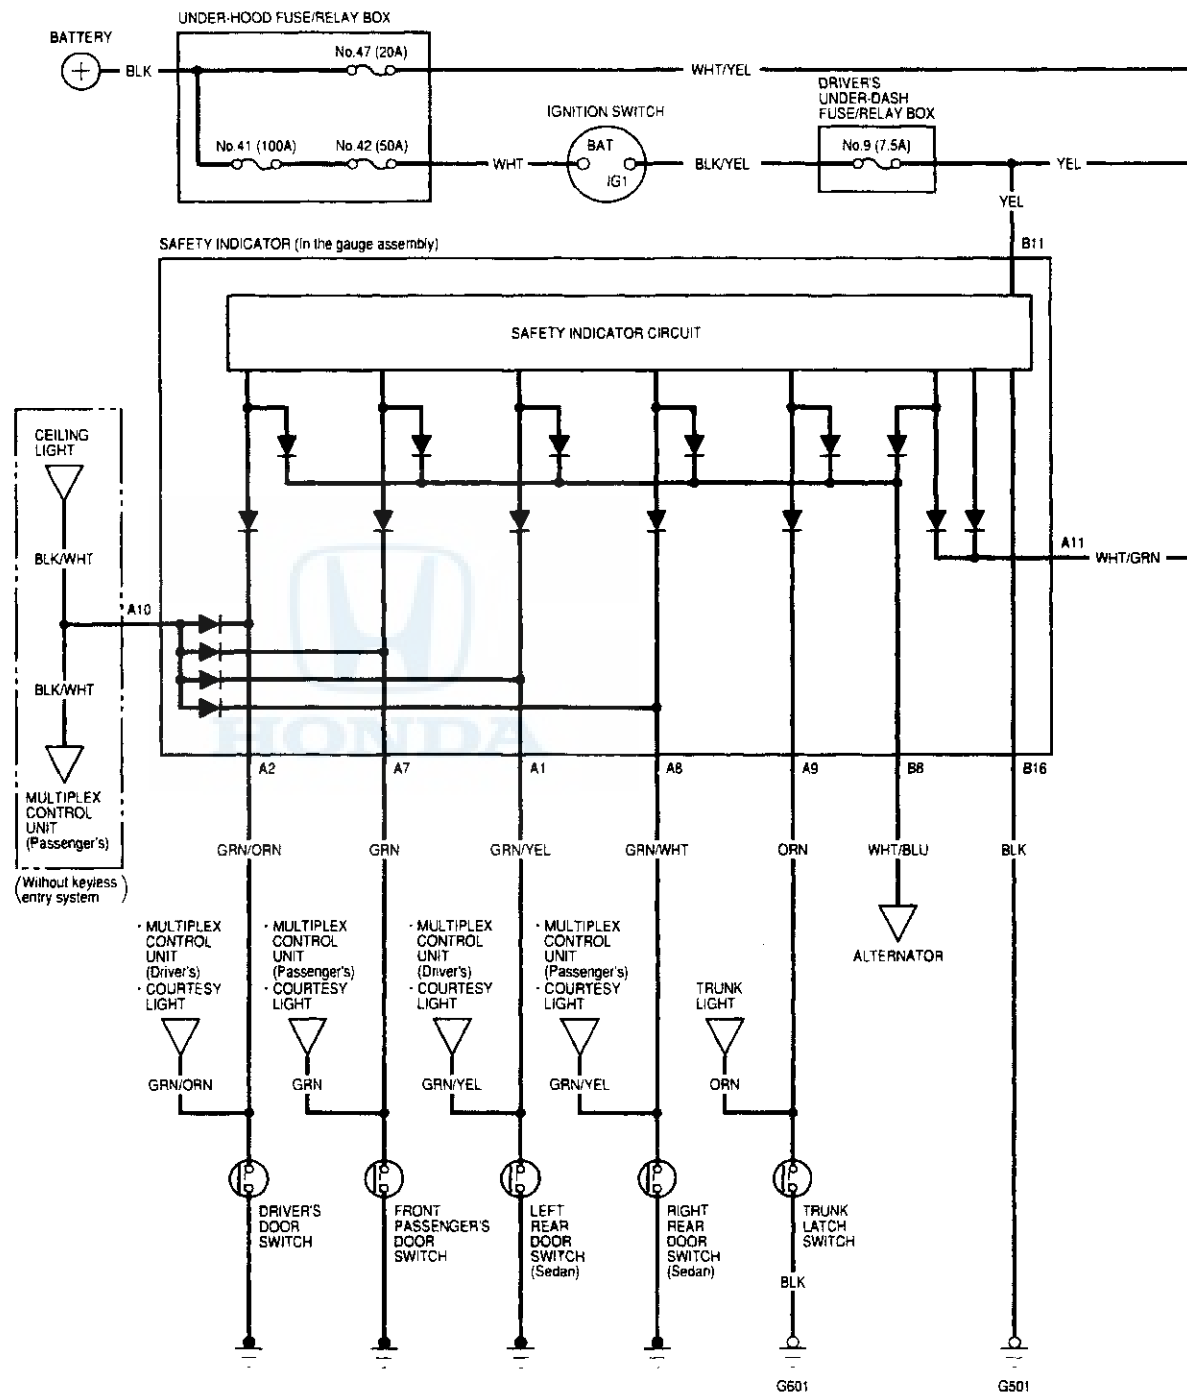 UNDER-HOOD FUSE/RELAY BOX
BATTERY
No.47 (20A)
+
BLK
WHT/YEL
DRIVER'S
UNDER-DASH
FUSE/RELAY BOX
IGNITION SWITCH
No.41 (100A)
No.42 (50A)
BAT
No.9 (7.5A)
WHT
BLK/YEL
YEL
IG1
YEL
SAFETY INDICATOR (in the gauge assembly)
B11
SAFETY INDICATOR CIRCUIT
CEILING
LIGHT
A11
BLK/WHT
WHT/GRN
A10
BLK/WHT
HONDA
A2
A7
A1
A8
A9
B8
B16
MULTIPLEX
CONTROL
UNIT
(Passenger's)
GRN/ORN
GRN
GRN/YEL
GRN/WHT
ORN
WHT/BLU
BLK
(Without keyless
entry system)
· MULTIPLEX
CONTROL
UNIT
(Driver's)
· COURTESY
LIGHT
· MULTIPLEX
CONTROL
UNIT
(Passenger's)
· COURTESY
LIGHT
· MULTIPLEX
CONTROL
UNIT
(Driver's)
· COURTESY
LIGHT
· MULTIPLEX
CONTROL
UNIT
(Passenger's)
· COURTESY
LIGHT
TRUNK
LIGHT
ALTERNATOR
GRN/ORN
GRN
GRN/YEL
GRN/YEL
ORN
DRIVER'S
DOOR
SWITCH
FRONT
PASSENGER'S
DOOR
SWITCH
LEFT
REAR
DOOR
SWITCH
(Sedan)
RIGHT
REAR
DOOR
SWITCH
(Sedan)
TRUNK
LATCH
SWITCH
BLK
G601
G501